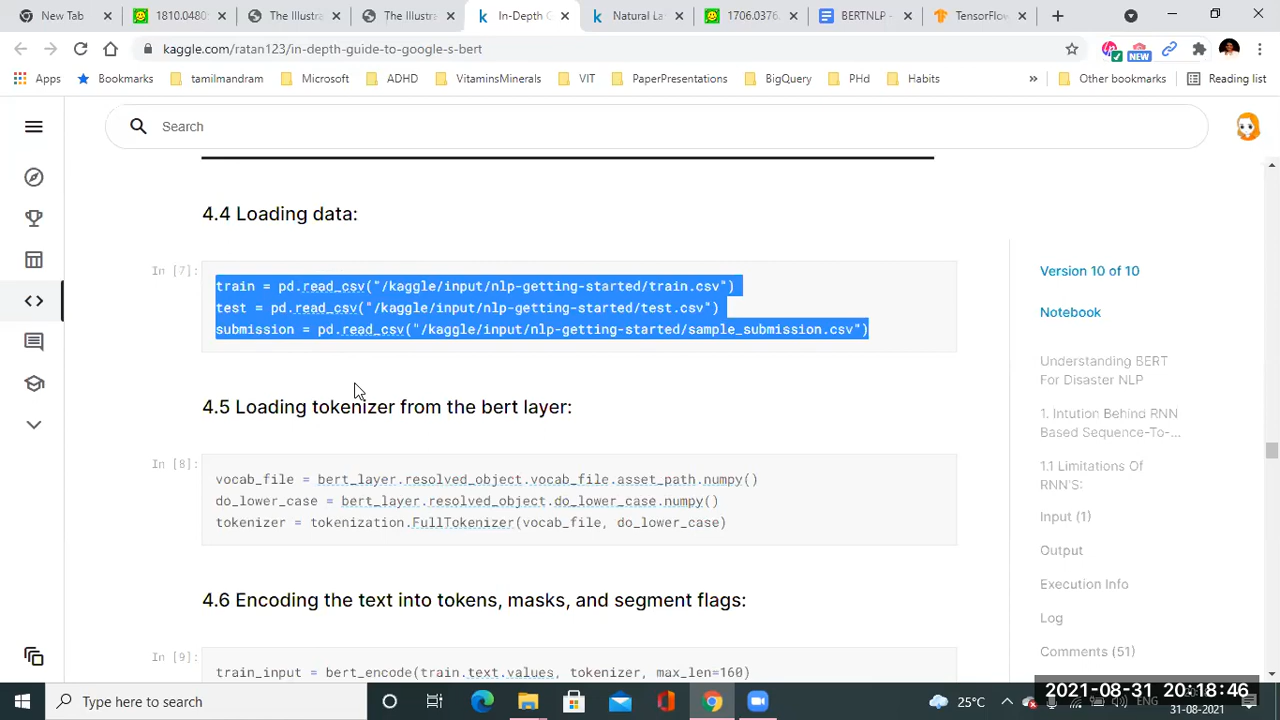 New Tab
1810.0480
The Illustra
The Illustra
In-Depth G
Natural La
1706.0376
BERTNLP -
TensorFlow
kaggle.com/ratan123/in-depth-guide-to-google-s-bert
NEW
Apps
Bookmarks
tamilmandram
Microsoft
ADHD
VitaminsMinerals
VIT
PaperPresentations
BigQuery
PHd
Habits
»
Other bookmarks
Reading list
Search
4.4 Loading data:
In [7]:
train = pd.read_csv("/kaggle/input/nlp-getting-started/train.csv")
test = pd.read_csv("/kaggle/input/nlp-getting-started/test.csv")
submission = pd.read_csv("/kaggle/input/nlp-getting-started/sample_submission.csv")
4.5 Loading tokenizer from the bert layer:
In [8]:
vocab_file = bert_layer.resolved_object.vocab_file.asset_path.numpy()
do_lower_case = bert_layer.resolved_object.do_lower_case.numpy()
tokenizer = tokenization.FullTokenizer(vocab_file, do_lower_case)
4.6 Encoding the text into tokens, masks, and segment flags:
In [9]:
train_input = bert_encode(train.text.values, tokenizer, max_len=160)
Version 10 of 10
Notebook
Understanding BERT
For Disaster NLP
1. Intution Behind RNN
Based Sequence-To-...
1.1 Limitations Of
RNN'S:
Input (1)
Output
Execution Info
Log
Comments (51)
Type here to search
25°C
ENG
2021-08-31 20:18:46
31-08-2021